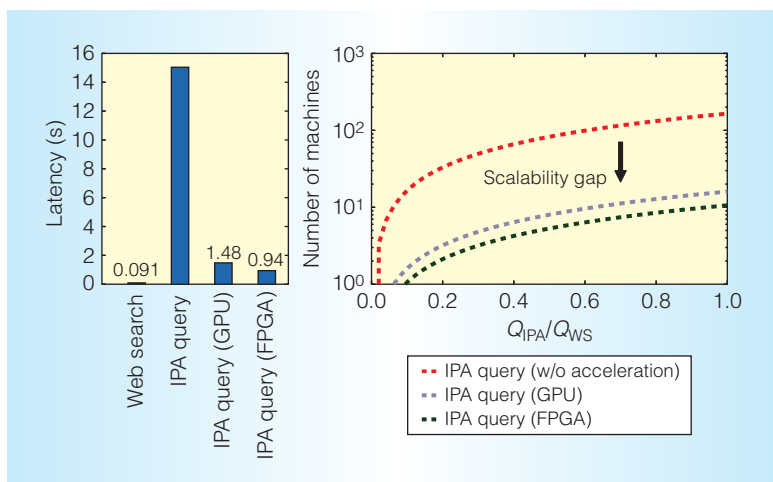 Latency (s)
16
14
12
10
8
6
4
2
0
0.091
1.48
0.94
Web search
IPA query
IPA query (GPU)
IPA query (FPGA)
Number of machines
10³
10²
10¹
10⁰
Scalability gap
0.0 0.2 0.4 0.6 0.8 1.0
Q_IPA/Q_WS
IPA query (w/o acceleration)
IPA query (GPU)
IPA query (FPGA)